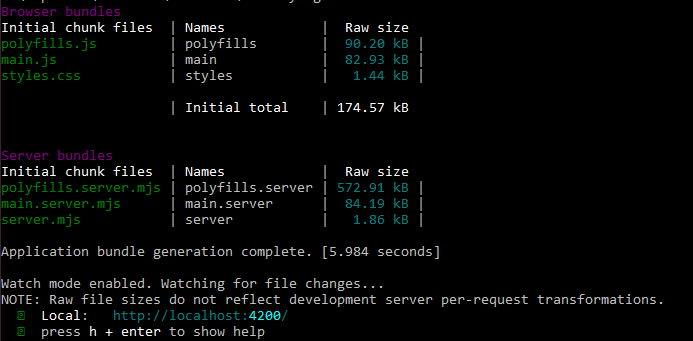 Browser bundles
Initial chunk files | Names | Raw size
polyfills.js | polyfills | 90.20 kB |
main.js | main | 82.93 kB |
styles.css | styles | 1.44 kB |
| Initial total | 174.57 kB
Server bundles
Initial chunk files | Names | Raw size
polyfills.server.mjs | polyfills.server | 572.91 kB |
main.server.mjs | main.server | 84.19 kB |
server.mjs | server | 1.86 kB |
Application bundle generation complete. [5.984 seconds]
Watch mode enabled. Watching for file changes...
NOTE: Raw file sizes do not reflect development server per-request transformations.
Local: http://localhost:4200/
press h + enter to show help